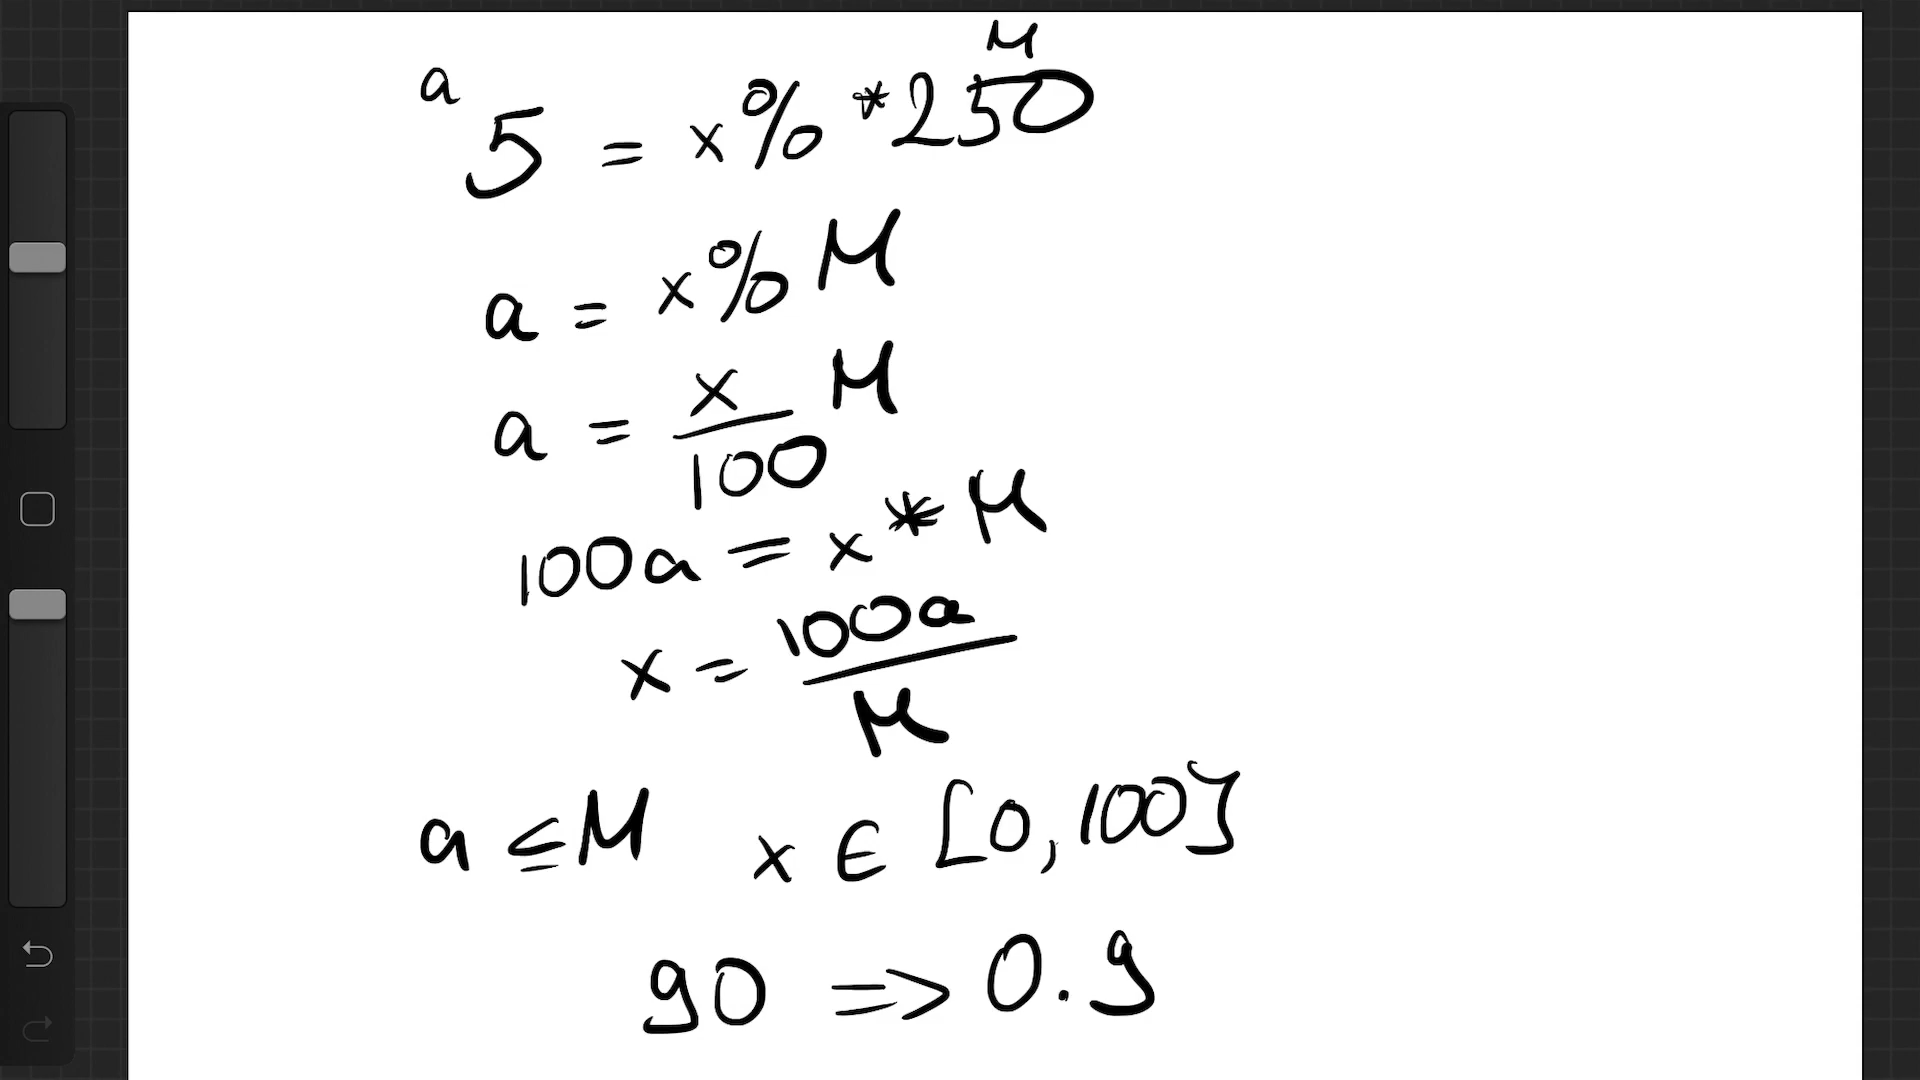 M
a 5 = x% * 250
a = x% M
a = x/100 M
100a = x * M
x = 100a/M
a ≤ M x ∈ [0, 100]
90 => 0.9